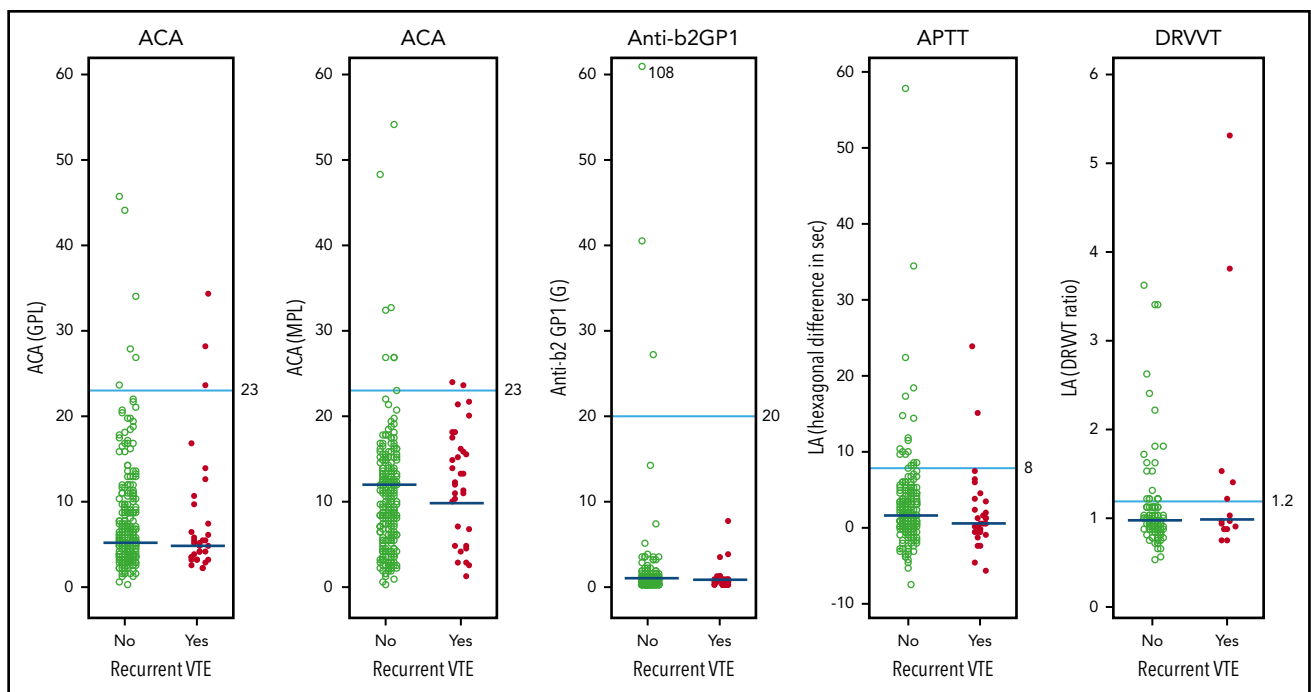 ACA
ACA (GPL)
60
50
40
30
20
10
0
23
No Yes
Recurrent VTE
ACA
ACA (MPL)
60
50
40
30
20
10
0
23
No Yes
Recurrent VTE
Anti-b2GP1
Anti-b2 GP1 (G)
60
50
40
30
20
10
0
108
20
No Yes
Recurrent VTE
APTT
LA (hexagonal difference in sec)
60
50
40
30
20
10
0
-10
8
No Yes
Recurrent VTE
DRVVT
LA (DRVVT ratio)
6
5
4
3
2
1
0
1.2
No Yes
Recurrent VTE